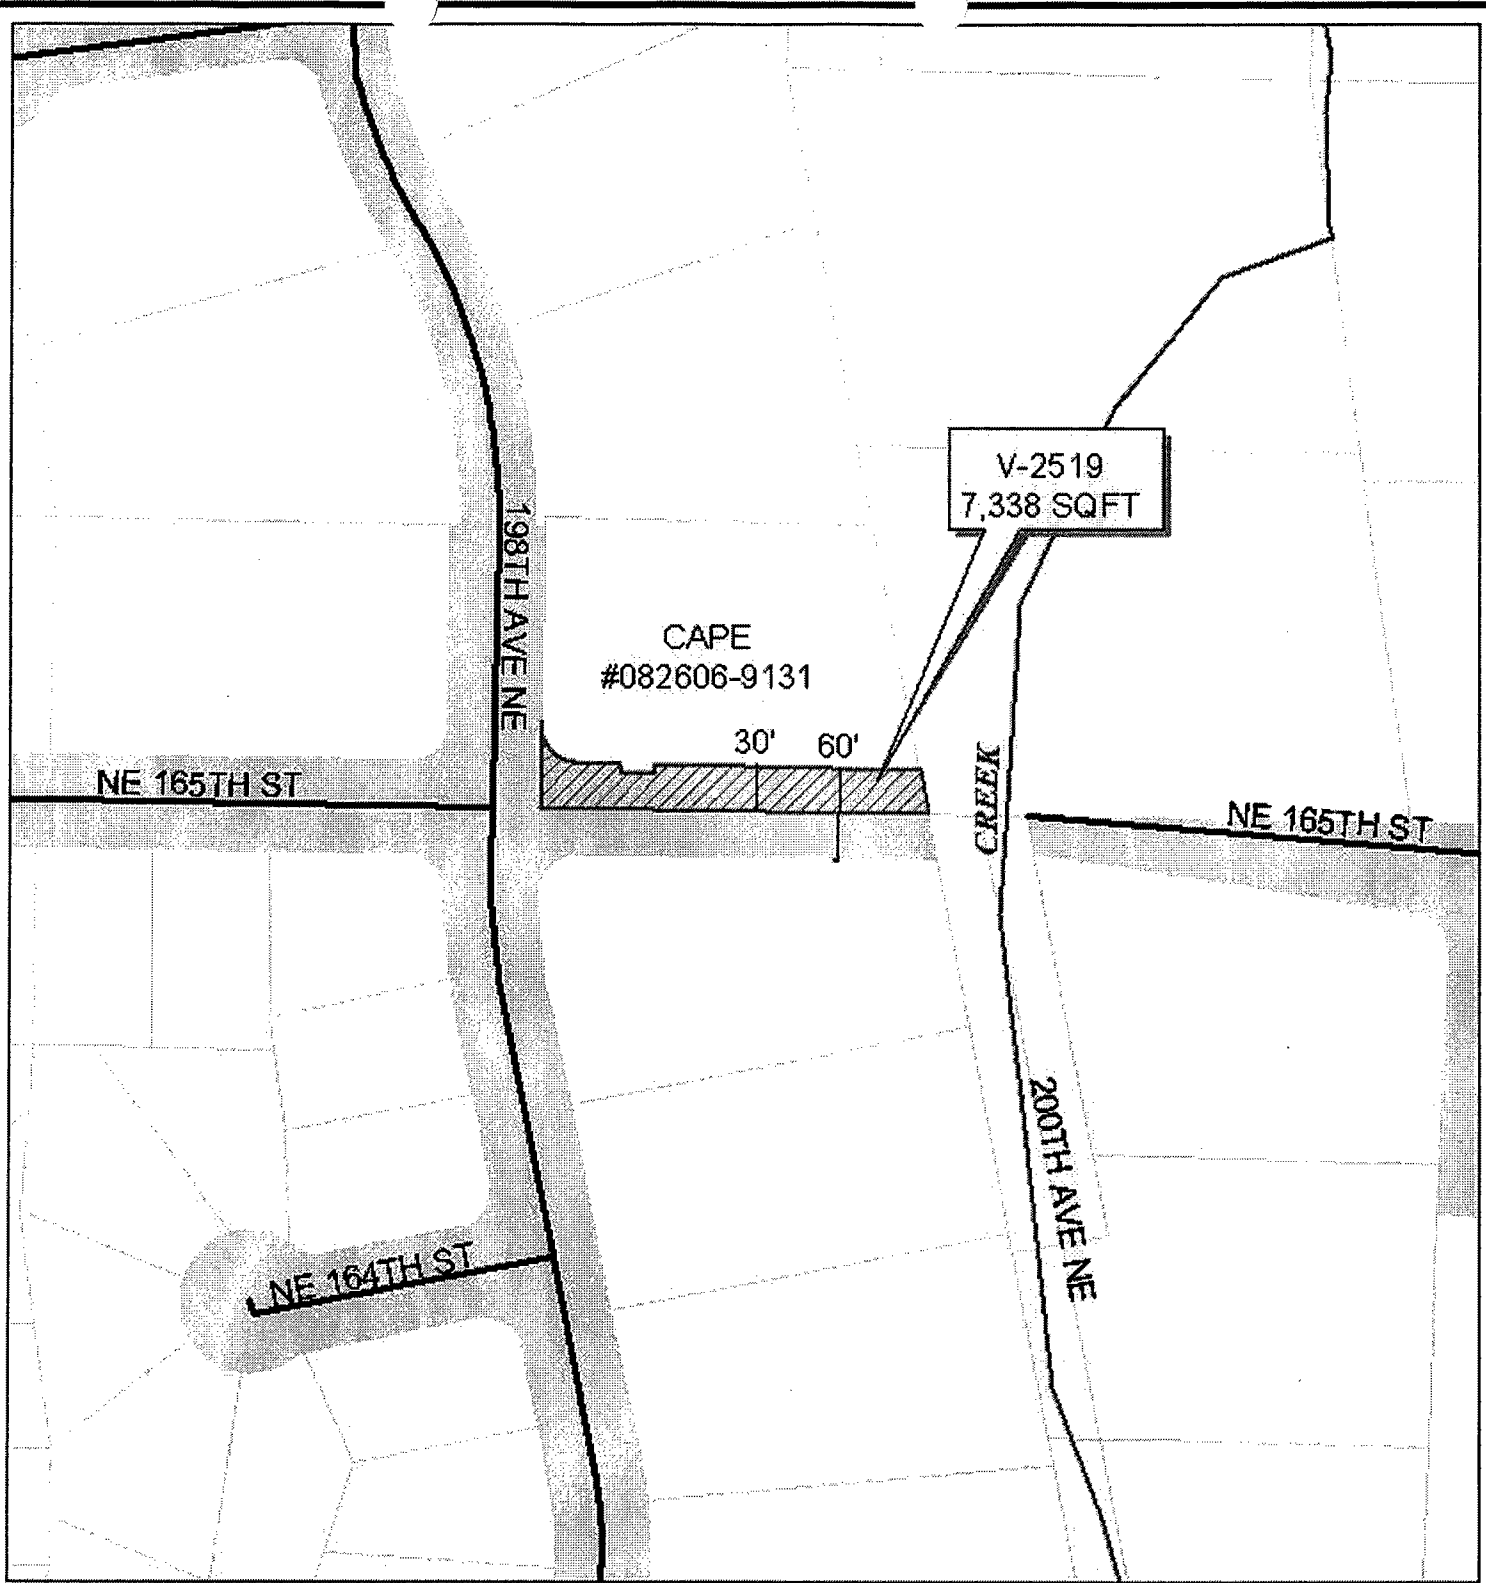 V-2519
7,338 SQFT
198TH AVE NE
CAPE
#082606-9131
30' 60'
NE 165TH ST
CREEK
NE 165TH ST
200TH AVE NE
NE 164TH ST